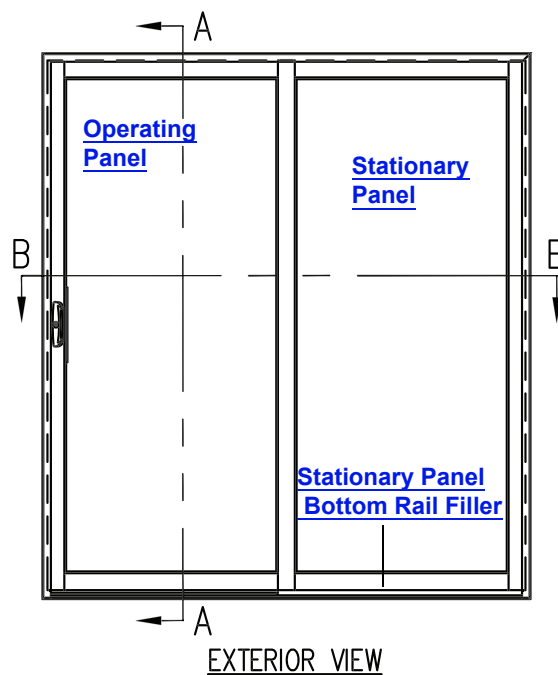 A
Operating
Panel
Stationary
Panel
B
Stationary Panel
Bottom Rail Filler
A
EXTERIOR VIEW